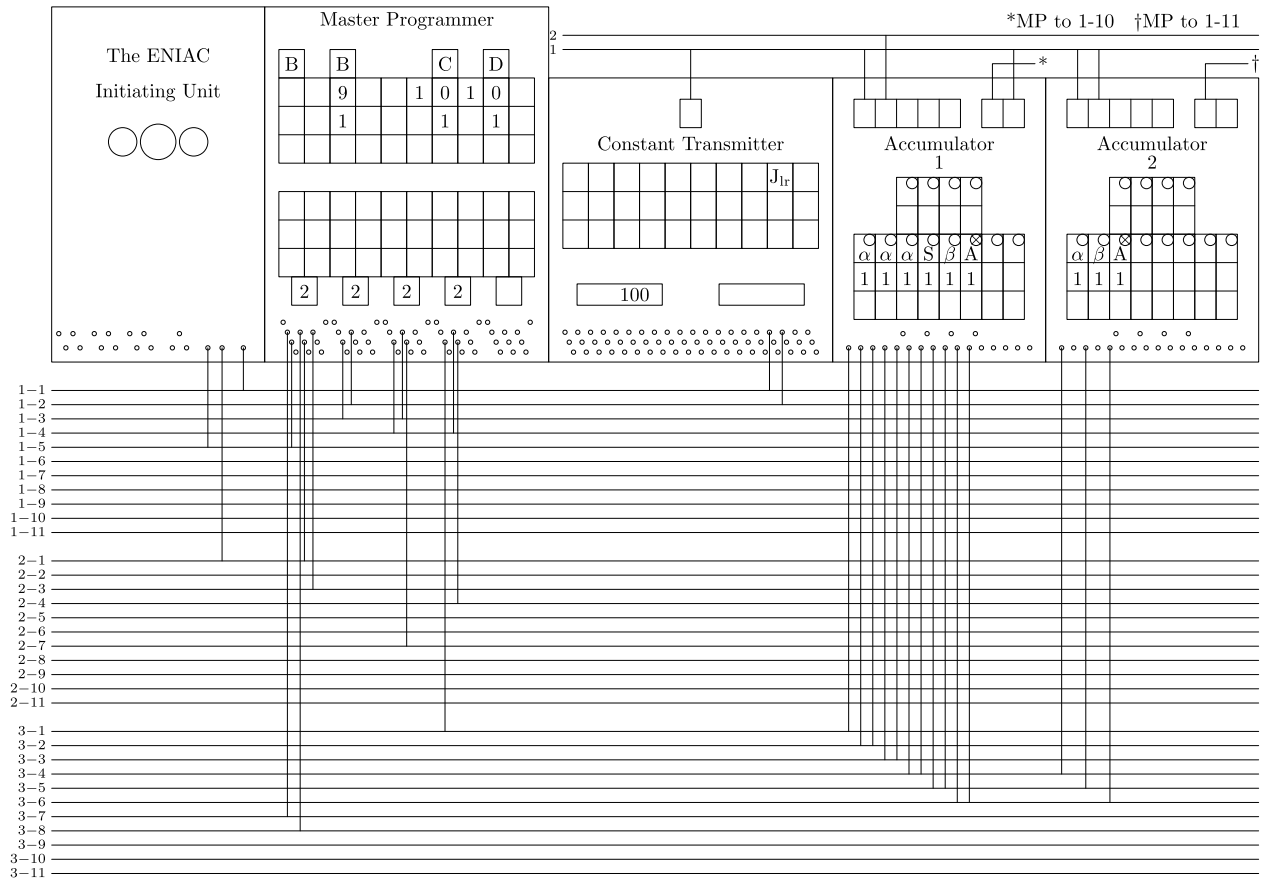 *MP to 1-10 †MP to 1-11
The ENIAC
Initiating Unit
Master Programmer
B B C D
9 1 0 1 0
1 1 1
2 2 2 2
2
1
Constant Transmitter
J_lr
100
*
Accumulator
1
α α α S β A
1 1 1 1 1 1
†
Accumulator
2
α β A
1 1 1
1−1
1−2
1−3
1−4
1−5
1−6
1−7
1−8
1−9
1−10
1−11
2−1
2−2
2−3
2−4
2−5
2−6
2−7
2−8
2−9
2−10
2−11
3−1
3−2
3−3
3−4
3−5
3−6
3−7
3−8
3−9
3−10
3−11